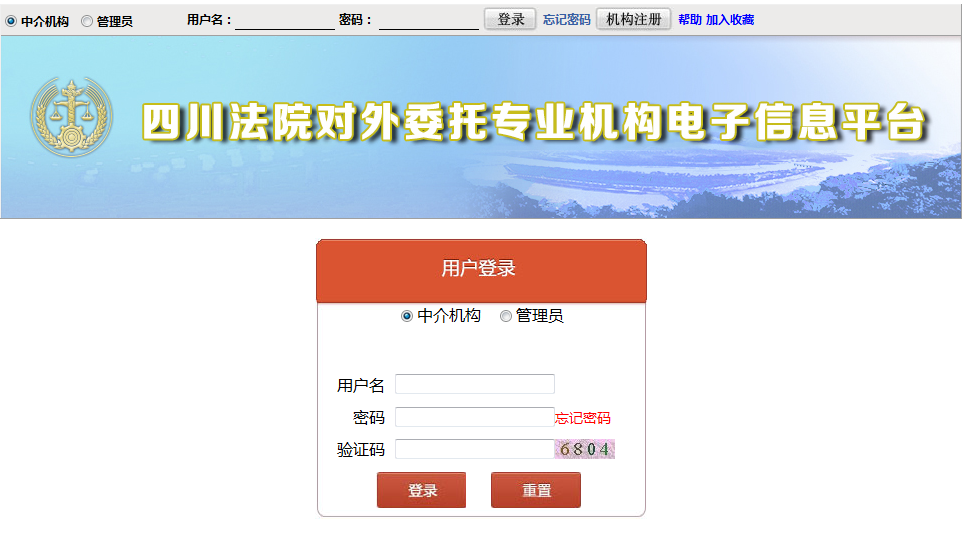 中介机构 管理员 用户名： 密码： 登录 忘记密码 机构注册 帮助 加入收藏
四川法院对外委托专业机构电子信息平台
用户登录
中介机构 管理员
用户名
密码 忘记密码
验证码 6804
登录 重置